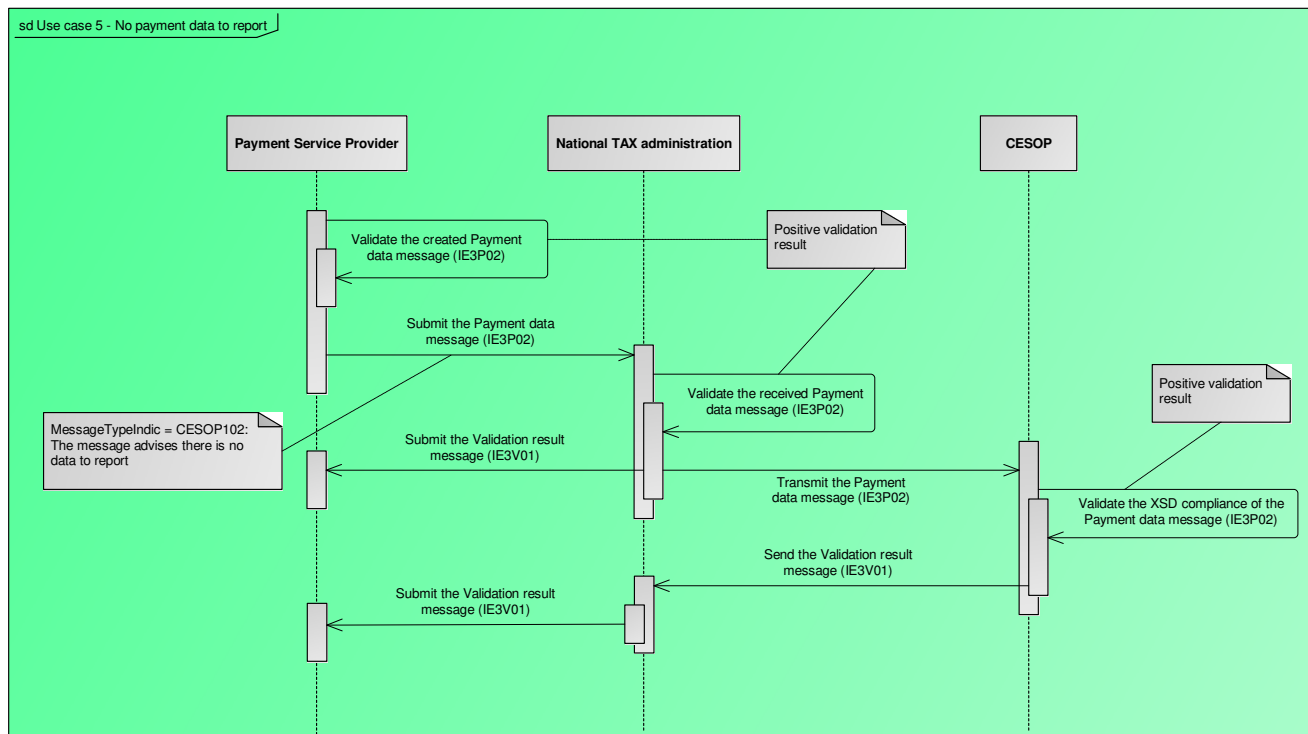 sd Use case 5 - No payment data to report
Payment Service Provider
National TAX administration
CESOP
Validate the created Payment
data message (IE3P02)
Positive validation
result
Submit the Payment data
message (IE3P02)
Validate the received Payment
data message (IE3P02)
Positive validation
result
MessageTypeIndic = CESOP102:
The message advises there is no
data to report
Submit the Validation result
message (IE3V01)
Transmit the Payment
data message (IE3P02)
Validate the XSD compliance of the
Payment data message (IE3P02)
Send the Validation result
message (IE3V01)
Submit the Validation result
message (IE3V01)